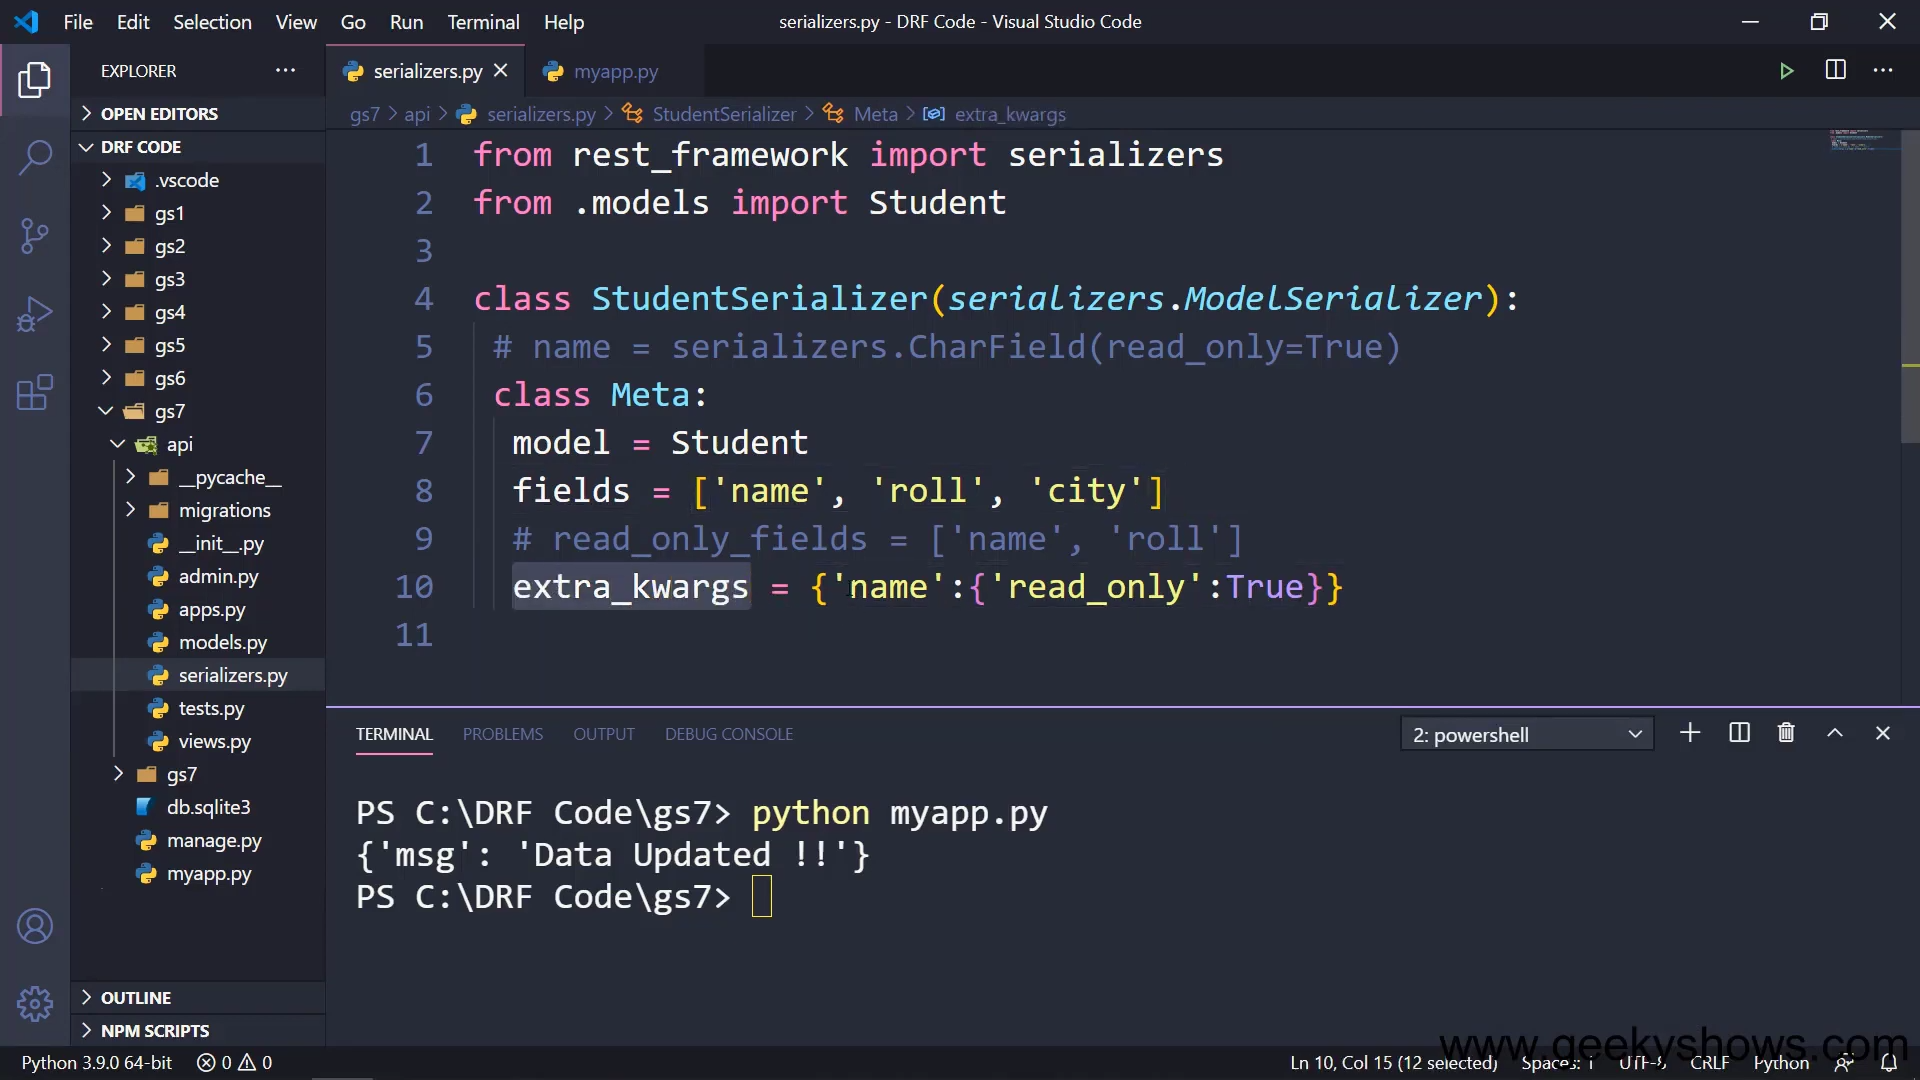 File Edit Selection View Go Run Terminal Help serializers.py - DRF Code - Visual Studio Code
EXPLORER
serializers.py myapp.py
OPEN EDITORS
gs7 > api > serializers.py > StudentSerializer > Meta > extra_kwargs
DRF CODE
.vscode
gs1
gs2
gs3
gs4
gs5
gs6
gs7
api
__pycache__
migrations
__init__.py
admin.py
apps.py
models.py
serializers.py
tests.py
views.py
gs7
db.sqlite3
manage.py
myapp.py
OUTLINE
NPM SCRIPTS
1 from rest_framework import serializers
2 from .models import Student
3
4 class StudentSerializer(serializers.ModelSerializer):
5 # name = serializers.CharField(read_only=True)
6 class Meta:
7 model = Student
8 fields = ['name', 'roll', 'city']
9 # read_only_fields = ['name', 'roll']
10 extra_kwargs = {'name':{'read_only':True}}
11
TERMINAL PROBLEMS OUTPUT DEBUG CONSOLE 2: powershell
PS C:\DRF Code\gs7> python myapp.py
{'msg': 'Data Updated !!'}
PS C:\DRF Code\gs7>
www.geekyshows.com
Python 3.9.0 64-bit 0 0 Ln 10, Col 15 (12 selected) Spaces: 1 UTF-8 CRLF Python